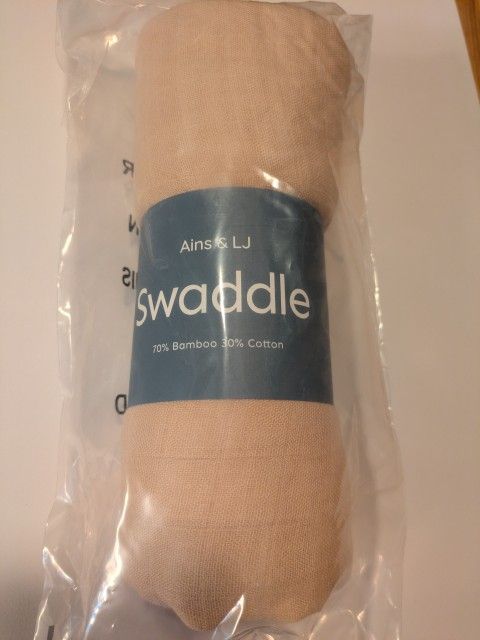 Ains & LJ
Swaddle
70% Bamboo 30% Cotton